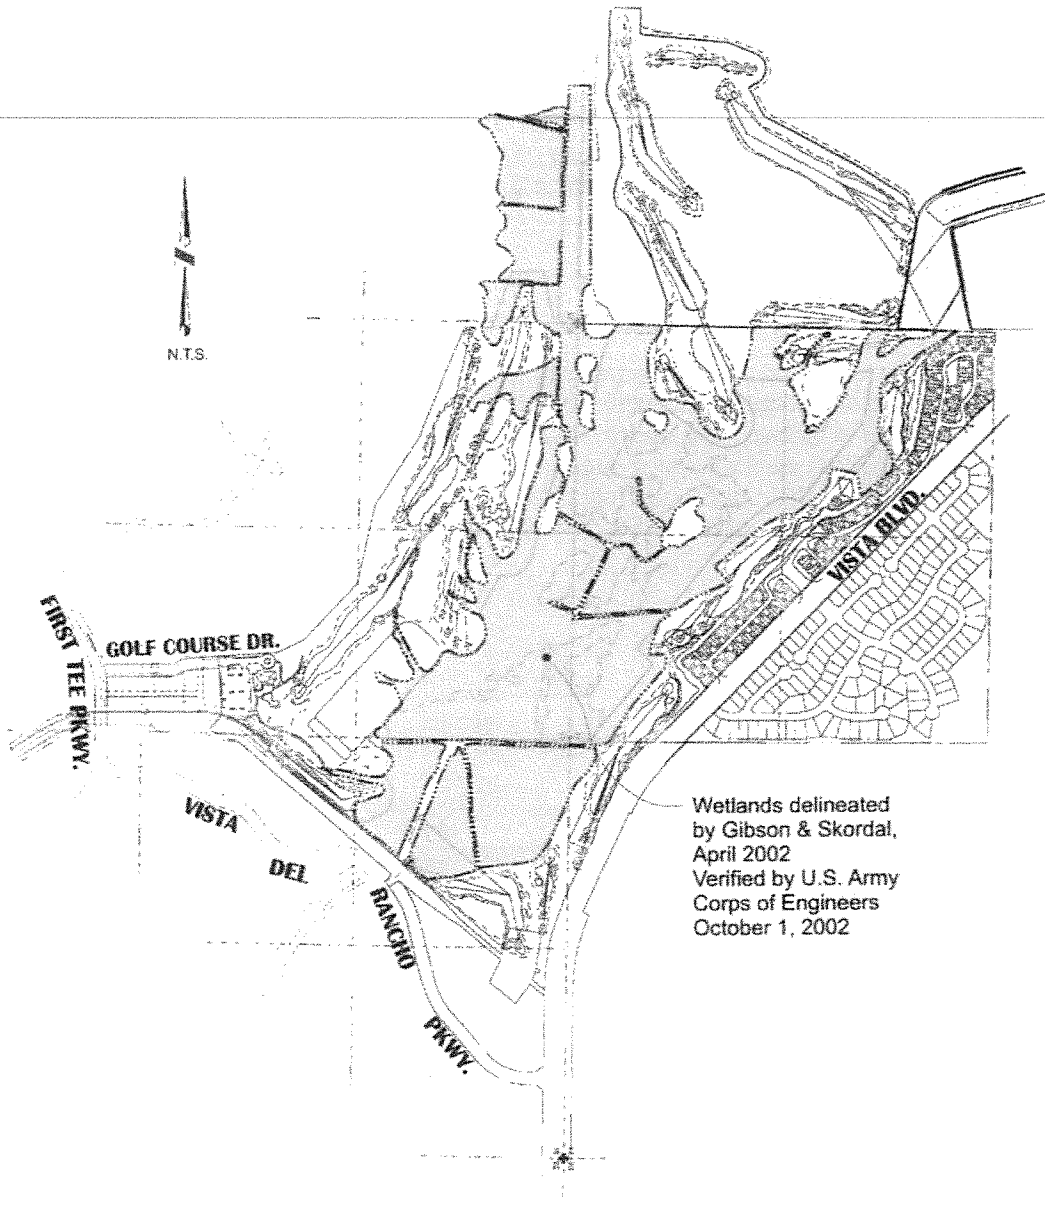 N.T.S.
VISTA BLVD.
FIRST TEE PKWY.
GOLF COURSE DR.
VISTA
DEL
RANCHO
PKWY.
Wetlands delineated
by Gibson & Skordal,
April 2002
Verified by U.S. Army
Corps of Engineers
October 1, 2002